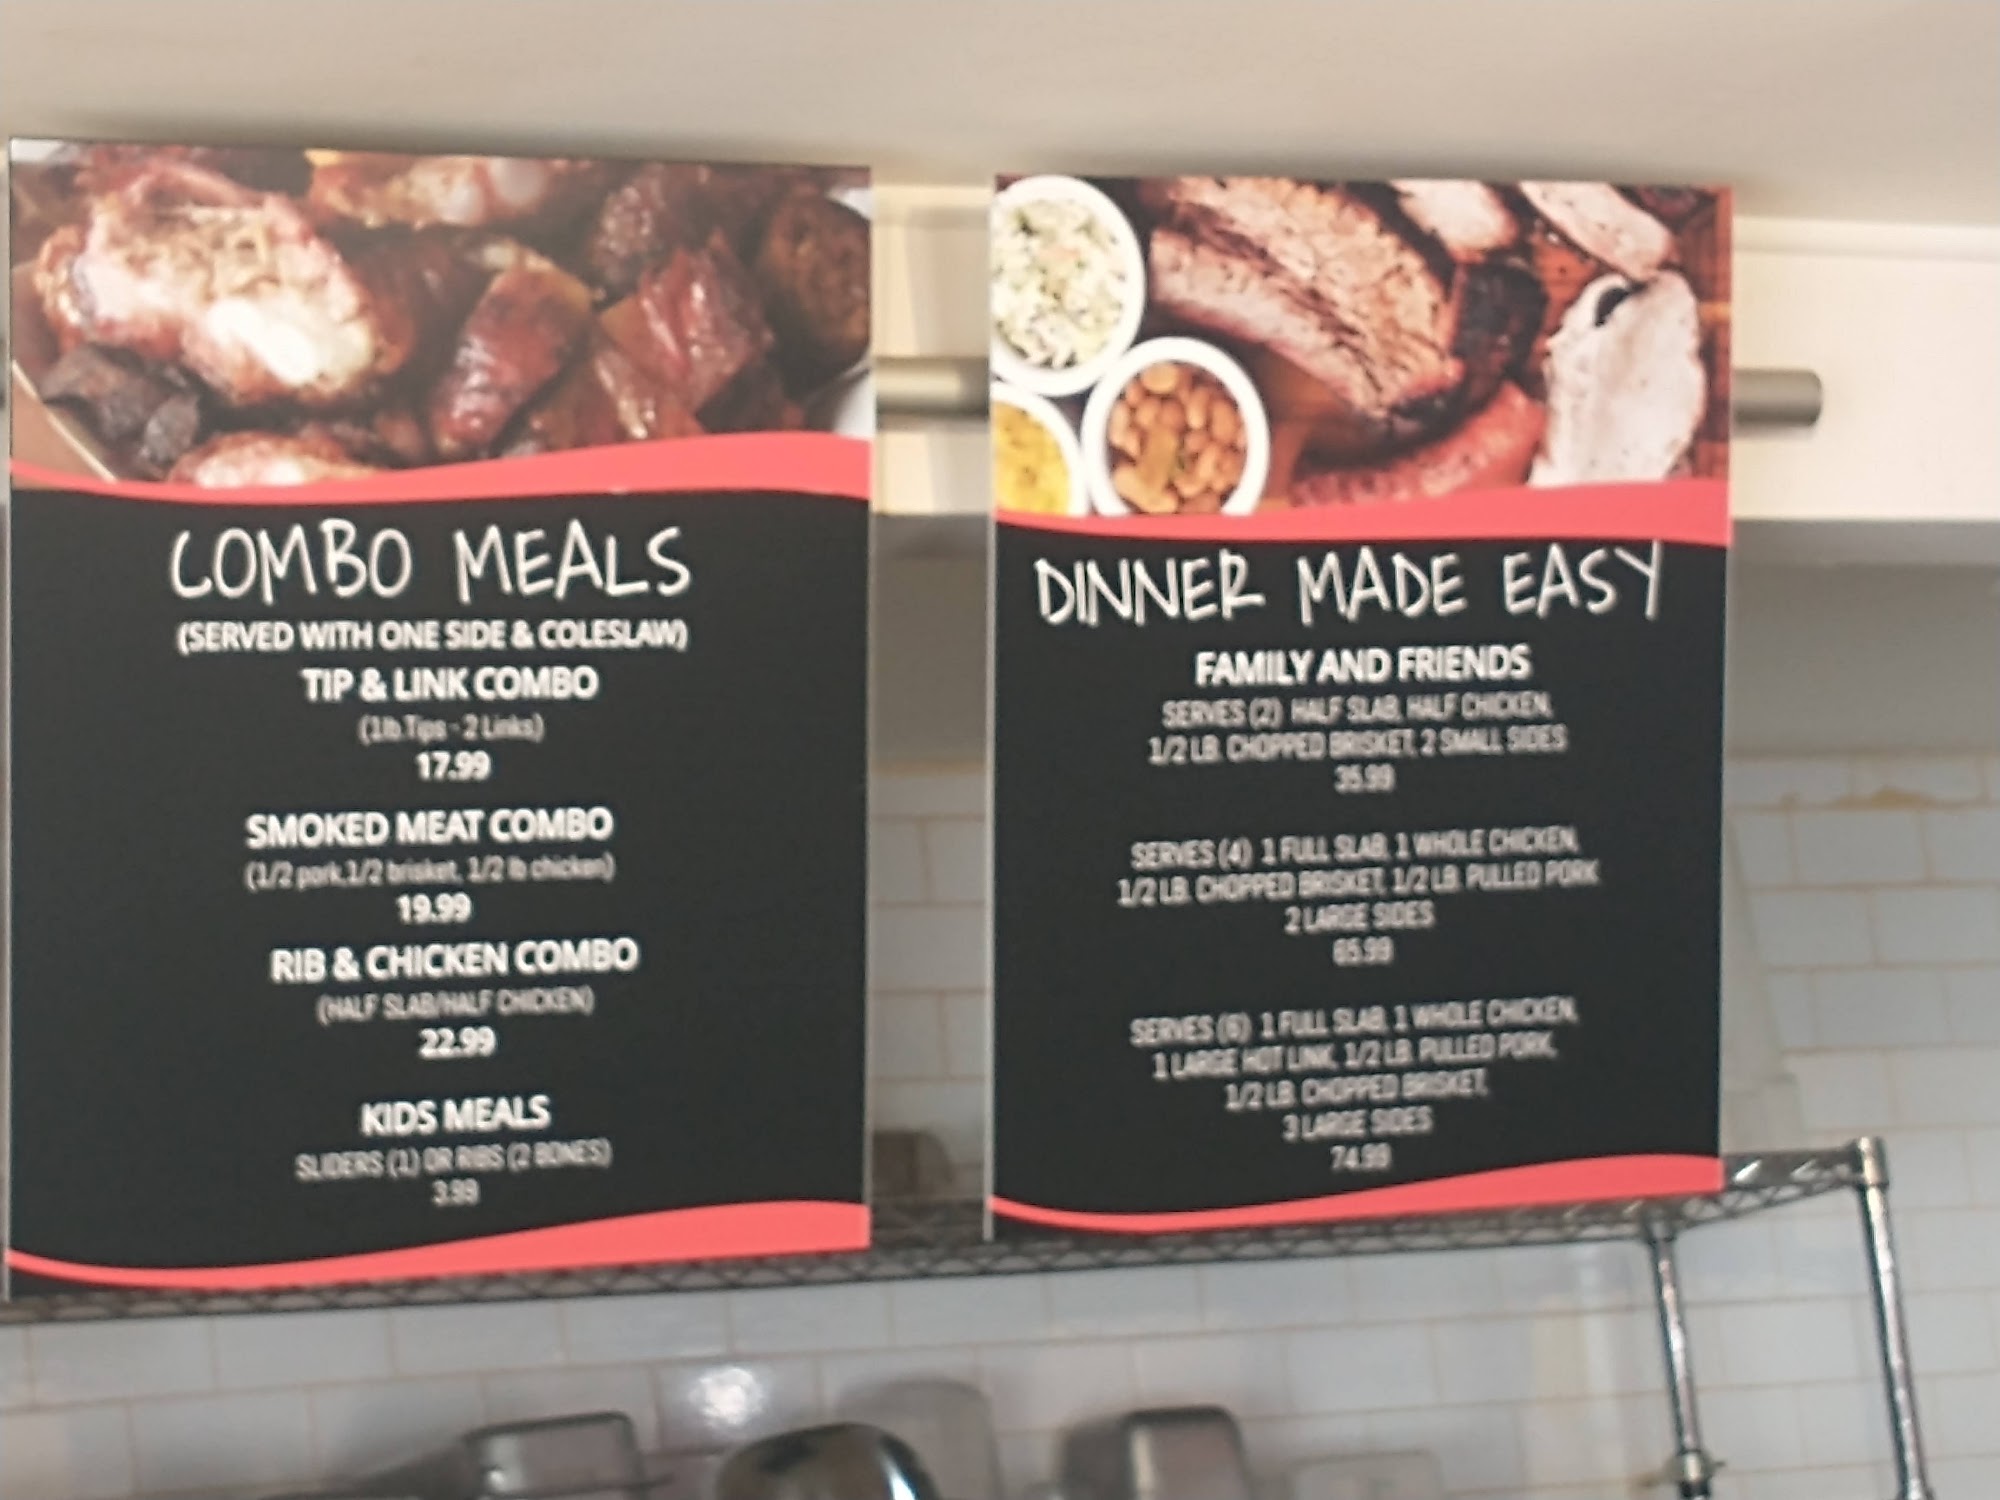 COMBO MEALS
(SERVED WITH ONE SIDE & COLESLAW)
TIP & LINK COMBO
(1lb.Tips - 2 Links)
17.99
SMOKED MEAT COMBO
(1/2 pork,1/2 brisket, 1/2 lb chicken)
19.99
RIB & CHICKEN COMBO
(HALF SLAB/HALF CHICKEN)
22.99
KIDS MEALS
SLIDERS (1) OR RIBS (2 BONES)
3.99
DINNER MADE EASY
FAMILY AND FRIENDS
SERVES (2) HALF SLAB, HALF CHICKEN,
1/2 LB. CHOPPED BRISKET, 2 SMALL SIDES
35.99
SERVES (4) 1 FULL SLAB, 1 WHOLE CHICKEN,
1/2 LB. CHOPPED BRISKET, 1/2 LB. PULLED PORK
2 LARGE SIDES
65.99
SERVES (6) 1 FULL SLAB, 1 WHOLE CHICKEN,
1 LARGE HOT LINK, 1/2 LB. PULLED PORK,
1/2 LB. CHOPPED BRISKET,
3 LARGE SIDES
74.99